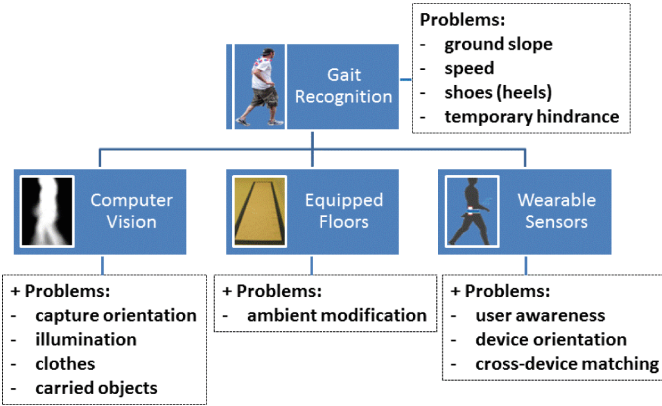 Problems:
- ground slope
- speed
- shoes (heels)
- temporary hindrance
Gait
Recognition
Computer
Vision
Equipped
Floors
Wearable
Sensors
+ Problems:
- capture orientation
- illumination
- clothes
- carried objects
+ Problems:
- ambient modification
+ Problems:
- user awareness
- device orientation
- cross-device matching